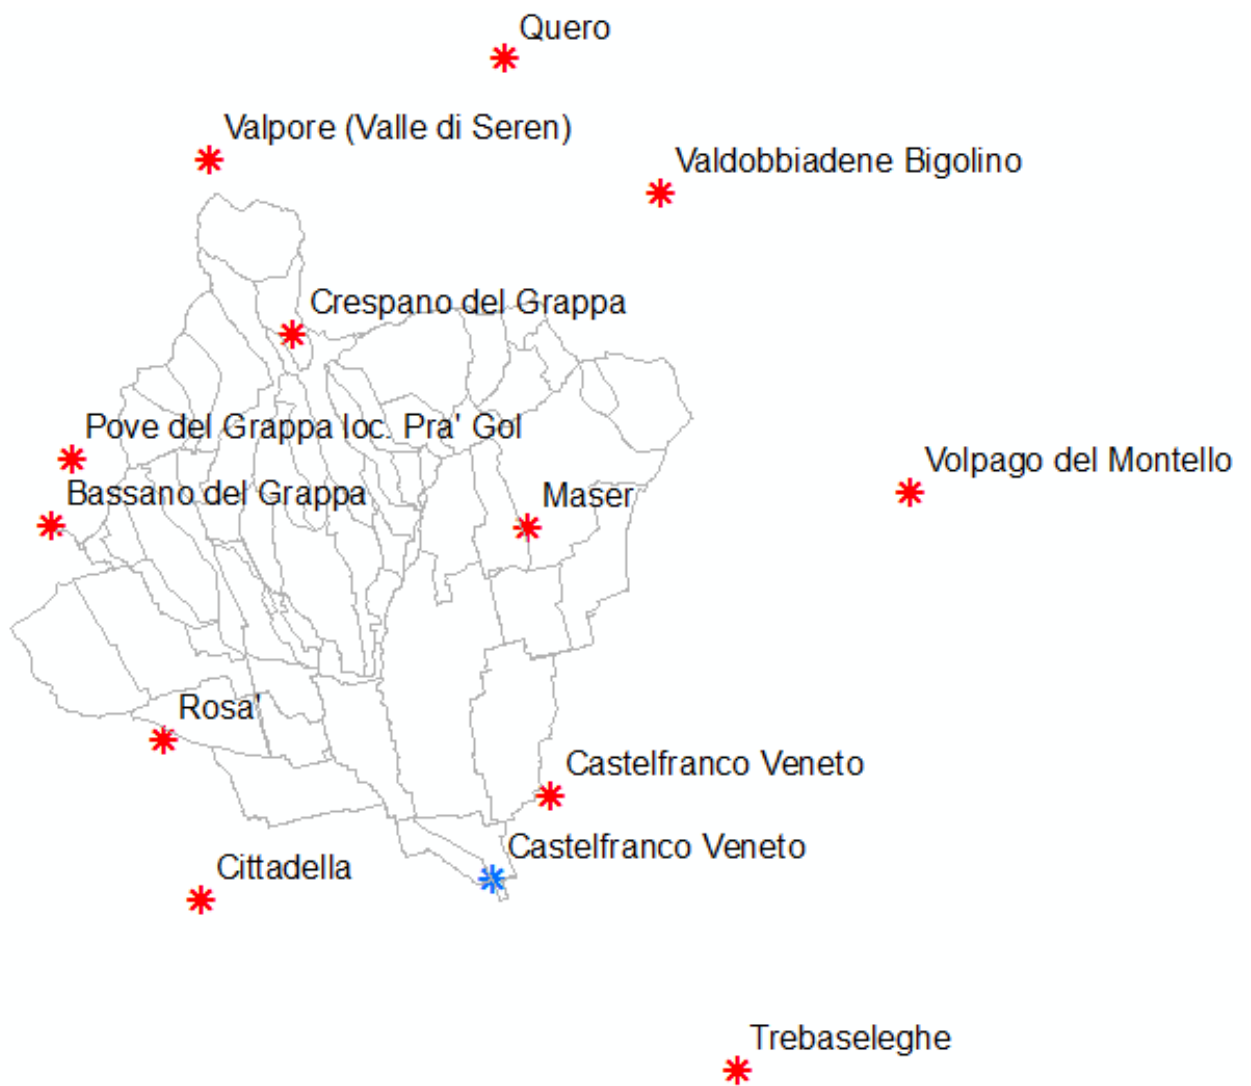 Quero
Valpore (Valle di Seren)
Valdobbiadene Bigolino
Crespano del Grappa
Pove del Grappa loc. Pra' Gol
Volpago del Montello
Bassano del Grappa
Maser
Rosa'
Castelfranco Veneto
Castelfranco Veneto
Cittadella
Trebaseleghe